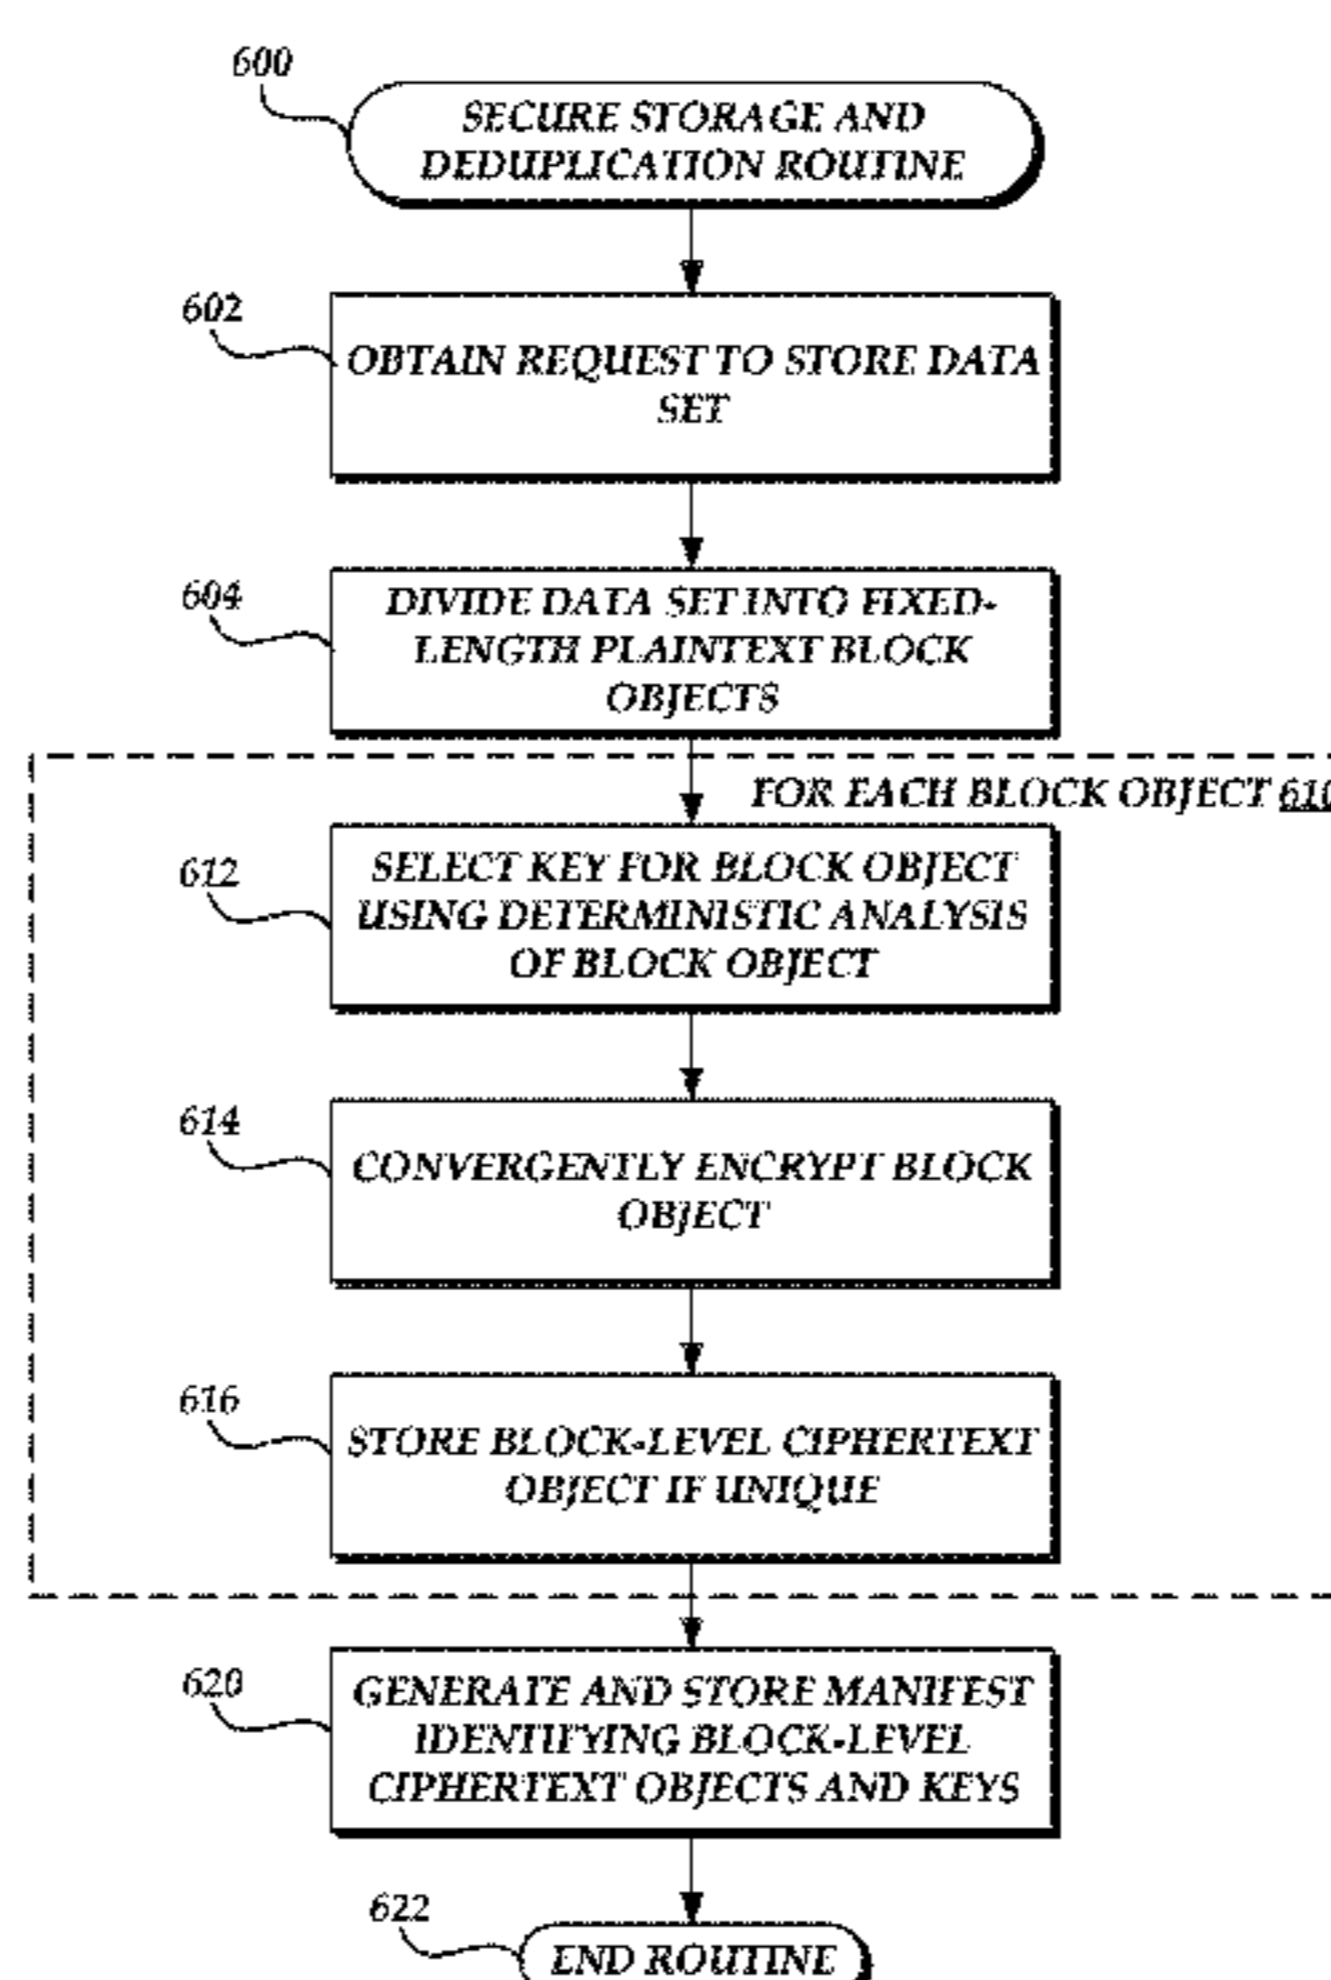 600
SECURE STORAGE AND
DEDUPLICATION ROUTINE
602
OBTAIN REQUEST TO STORE DATA
SET
604
DIVIDE DATA SET INTO FIXED-
LENGTH PLAINTEXT BLOCK
OBJECTS
FOR EACH BLOCK OBJECT 610
612
SELECT KEY FOR BLOCK OBJECT
USING DETERMINISTIC ANALYSIS
OF BLOCK OBJECT
614
CONVERGENTLY ENCRYPT BLOCK
OBJECT
616
STORE BLOCK-LEVEL CIPHERTEXT
OBJECT IF UNIQUE
620
GENERATE AND STORE MANIFEST
IDENTIFYING BLOCK-LEVEL
CIPHERTEXT OBJECTS AND KEYS
622
END ROUTINE